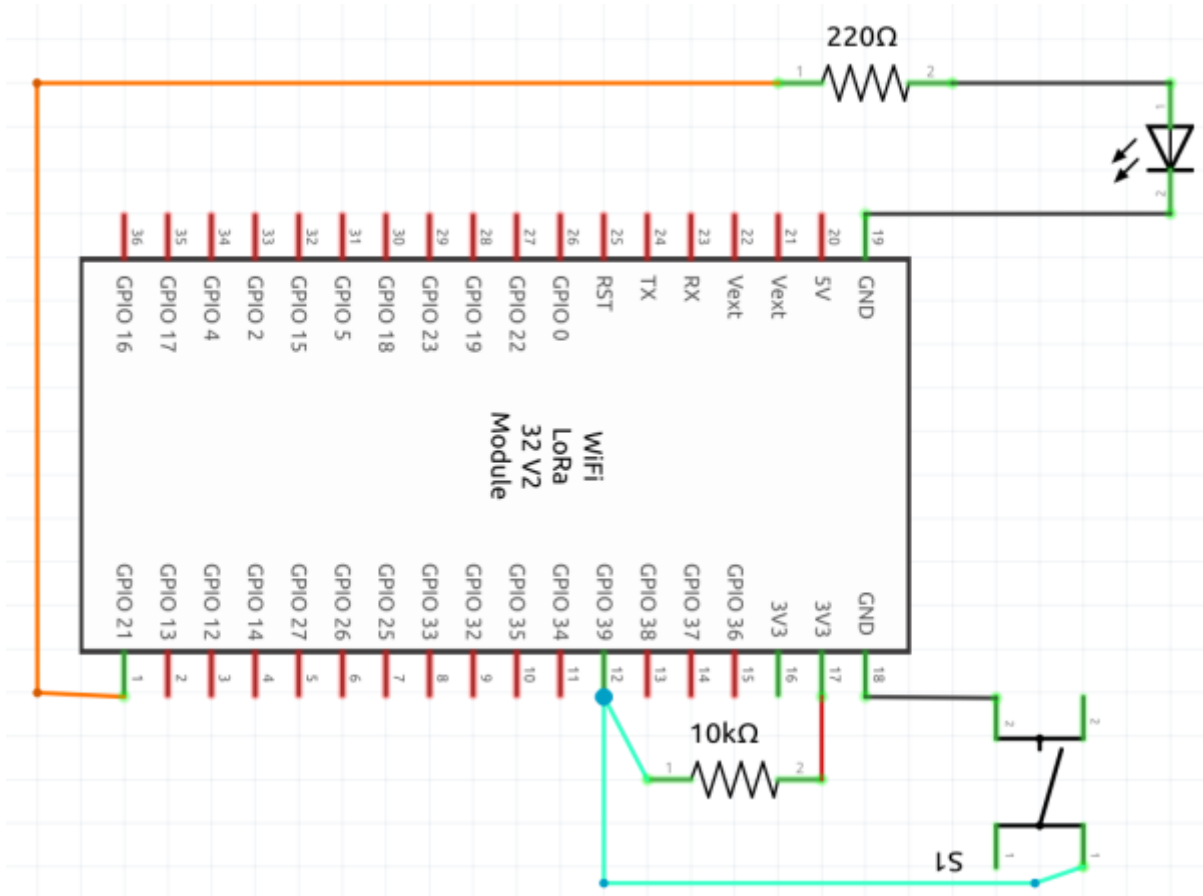 220Ω
1
2
1
2
36
35
34
33
32
31
30
29
28
27
26
25
24
23
22
21
20
19
GPIO 16
GPIO 17
GPIO 4
GPIO 2
GPIO 15
GPIO 5
GPIO 18
GPIO 23
GPIO 19
GPIO 22
GPIO 0
RST
TX
RX
Vext
Vext
5V
GND
WiFi
LoRa
32 V2
Module
GPIO 21
GPIO 13
GPIO 12
GPIO 14
GPIO 27
GPIO 26
GPIO 25
GPIO 33
GPIO 32
GPIO 35
GPIO 34
GPIO 39
GPIO 38
GPIO 37
GPIO 36
3V3
3V3
GND
1
2
3
4
5
6
7
8
9
10
11
12
13
14
15
16
17
18
10kΩ
1
2
2
2
S1
1
1